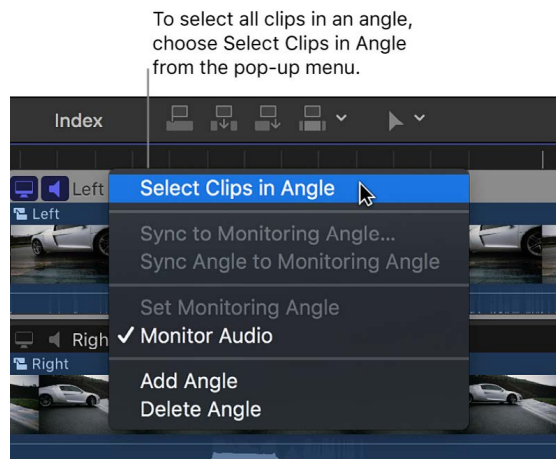 To select all clips in an angle,
choose Select Clips in Angle
from the pop-up menu.
Index
Left
Select Clips in Angle
Left
Sync to Monitoring Angle...
Sync Angle to Monitoring Angle
Set Monitoring Angle
Righ
✓ Monitor Audio
Right
Add Angle
Delete Angle